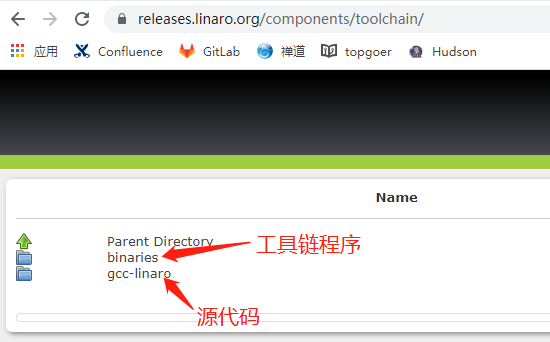 releases.linaro.org/components/toolchain/
应用 Confluence GitLab 禅道 topgoer Hudson
Name
Parent Directory
binaries 工具链程序
gcc-linaro
源代码